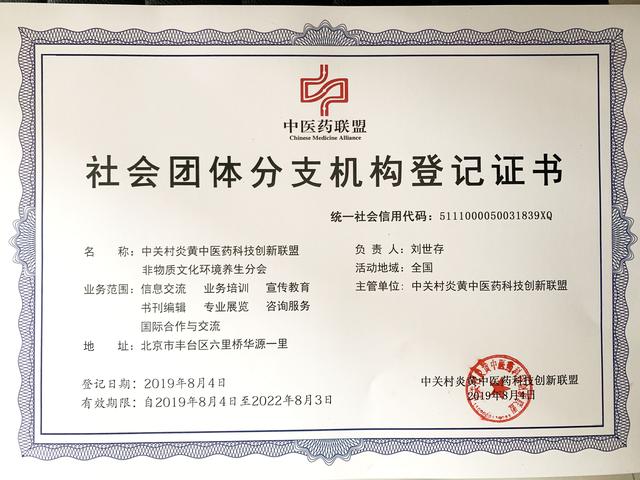 中医药联盟
Chinese Medicine Alliance
社会团体分支机构登记证书
统一社会信用代码：5111000050031839XQ
名 称：中关村炎黄中医药科技创新联盟
非物质文化环境养生分会
业务范围：信息交流 业务培训 宣传教育
书刊编辑 专业展览 咨询服务
国际合作与交流
地 址：北京市丰台区六里桥华源一里
负 责 人：刘世存
活动地域：全国
主管单位：中关村炎黄中医药科技创新联盟
登记日期：2019年8月4日
有效期限：自2019年8月4日至2022年8月3日
中关村炎黄中医药科技创新联盟
2019年8月4日